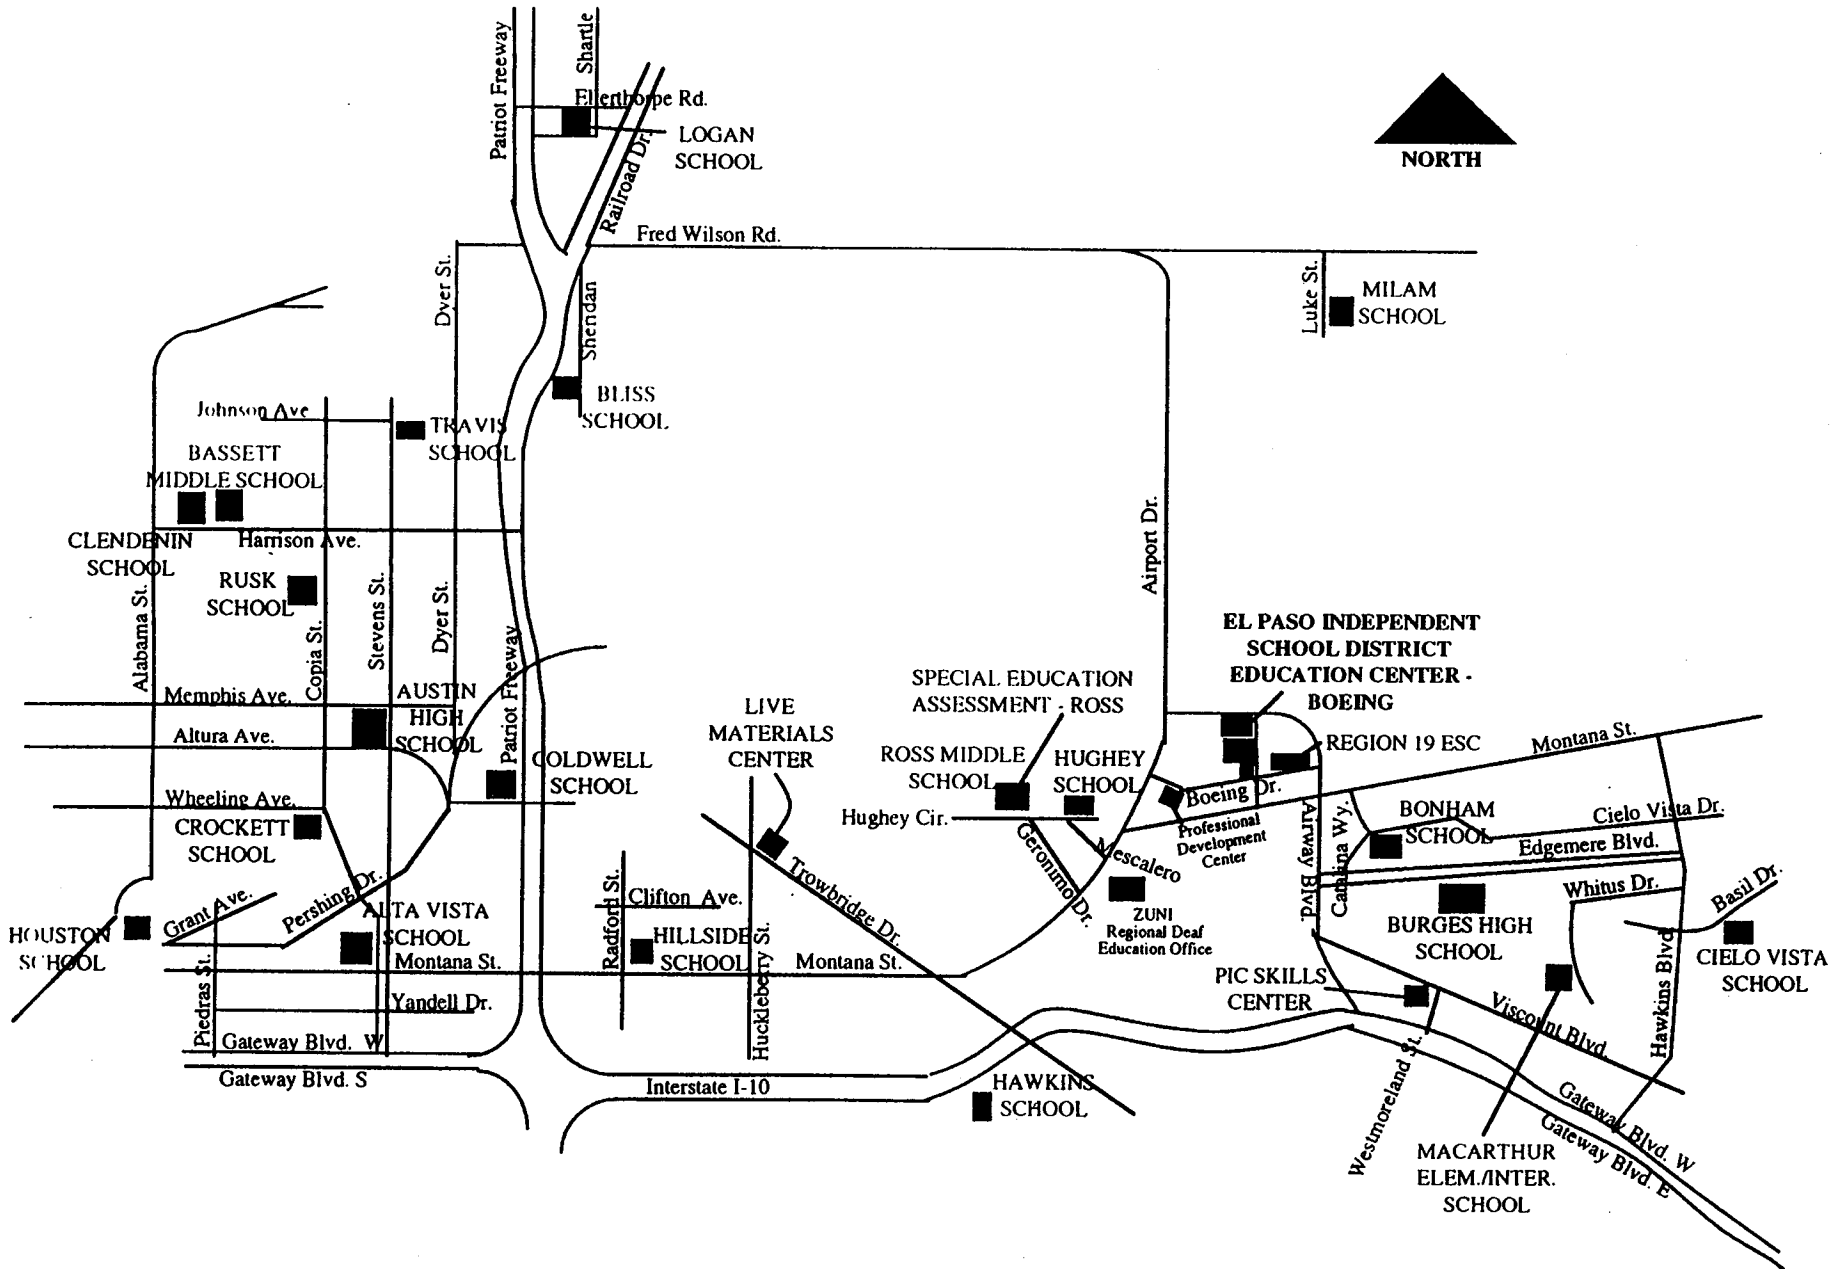 Patriot Freeway
Shartle
Ellerthorpe Rd.
LOGAN
SCHOOL
Railroad Dr.
NORTH
Fred Wilson Rd.
Dyer St.
Sheridan
Luke St.
MILAM
SCHOOL
BLISS
SCHOOL
Johnson Ave
TRAVIS
SCHOOL
BASSETT
MIDDLE SCHOOL
CLENDENIN
SCHOOL
Harrison Ave.
RUSK
SCHOOL
Alabama St.
Copia St.
Stevens St.
Dyer St.
Patriot Freeway
Airport Dr.
EL PASO INDEPENDENT
SCHOOL DISTRICT
EDUCATION CENTER -
BOEING
SPECIAL EDUCATION
ASSESSMENT - ROSS
Memphis Ave.
AUSTIN
HIGH
SCHOOL
LIVE
MATERIALS
CENTER
Altura Ave.
COLDWELL
SCHOOL
ROSS MIDDLE
SCHOOL
HUGHEY
SCHOOL
REGION 19 ESC
Montana St.
Wheeling Ave.
CROCKETT
SCHOOL
Hughey Cir.
Boeing Dr.
Professional
Development
Center
Airway Blvd.
Catalina Wy.
BONHAM
SCHOOL
Cielo Vista Dr.
Edgemere Blvd.
Geronimo Dr.
Mescalero
Trowbridge Dr.
Grant Ave.
Pershing Dr.
ALTA VISTA
SCHOOL
Radford St.
Clifton Ave.
ZUNI
Regional Deaf
Education Office
Whitus Dr.
Basil Dr.
HOUSTON
SCHOOL
HILLSIDE
SCHOOL
Huckleberry St.
BURGES HIGH
SCHOOL
CIELO VISTA
SCHOOL
Piedras St.
Montana St.
Montana St.
PIC SKILLS
CENTER
Hawkins Blvd.
Yandell Dr.
Viscount Blvd.
Gateway Blvd. W
Gateway Blvd. S
Interstate I-10
HAWKINS
SCHOOL
Westmoreland St.
Gateway Blvd. W
Gateway Blvd. E
MACARTHUR
ELEM./INTER.
SCHOOL